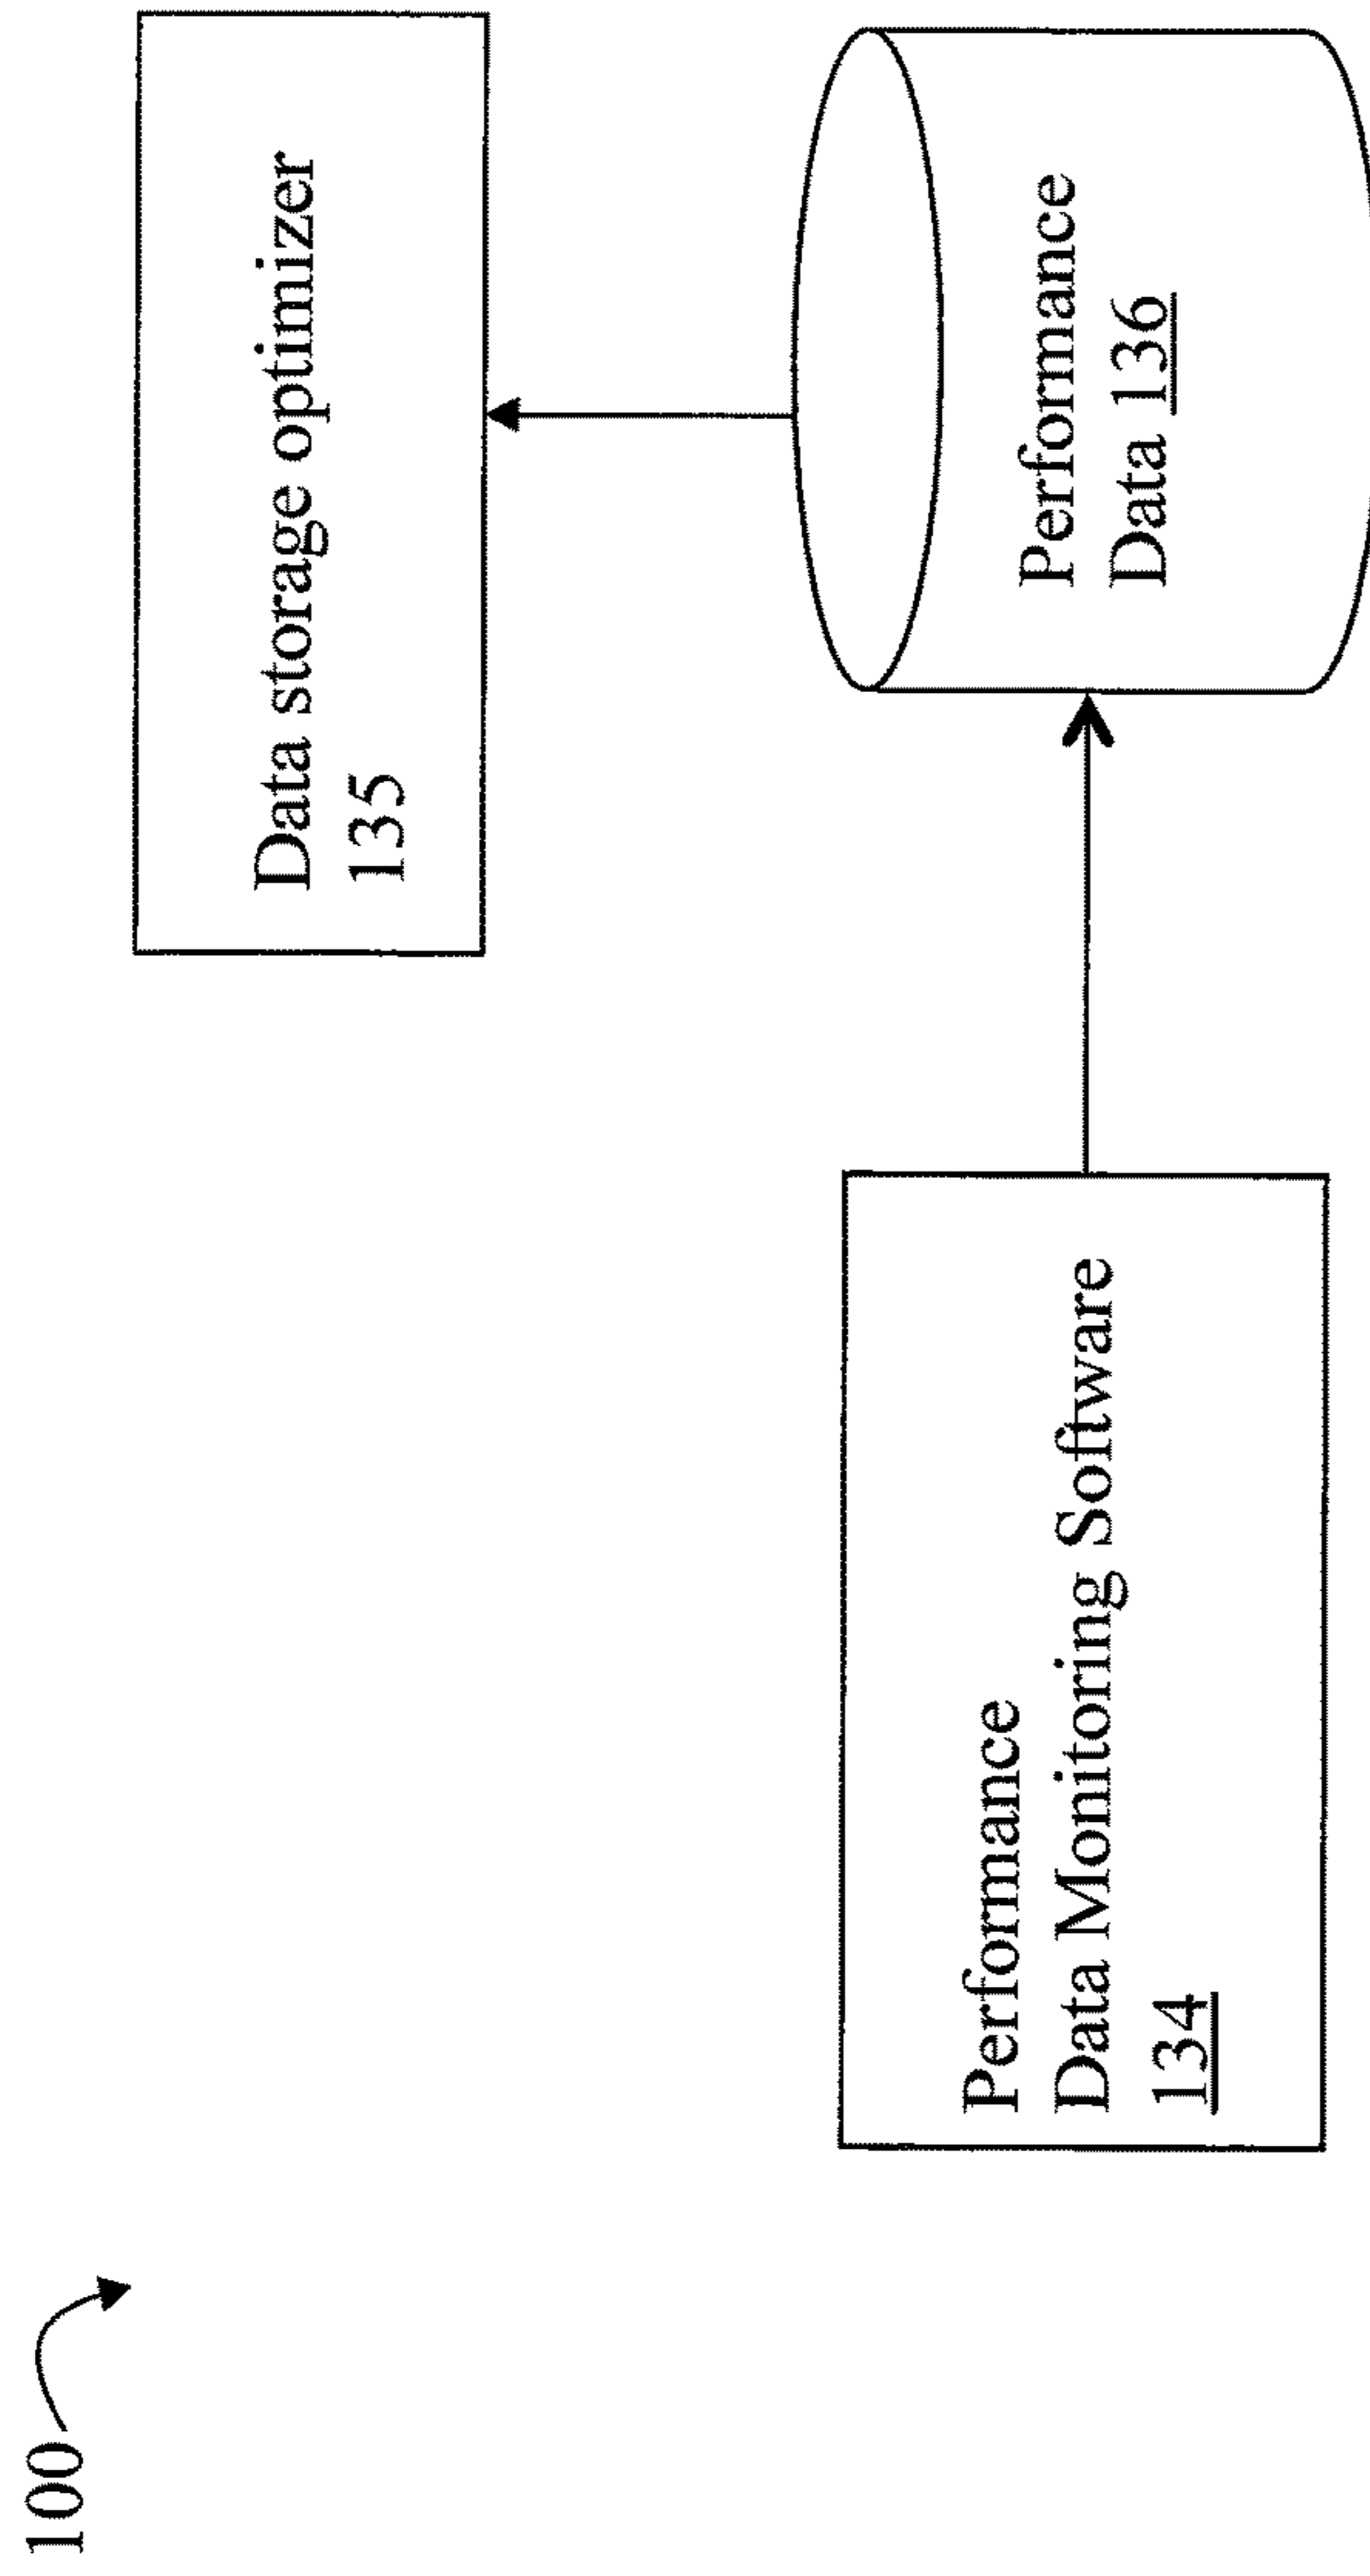 100
Data storage optimizer
135
Performance
Data Monitoring Software
134
Performance
Data 136